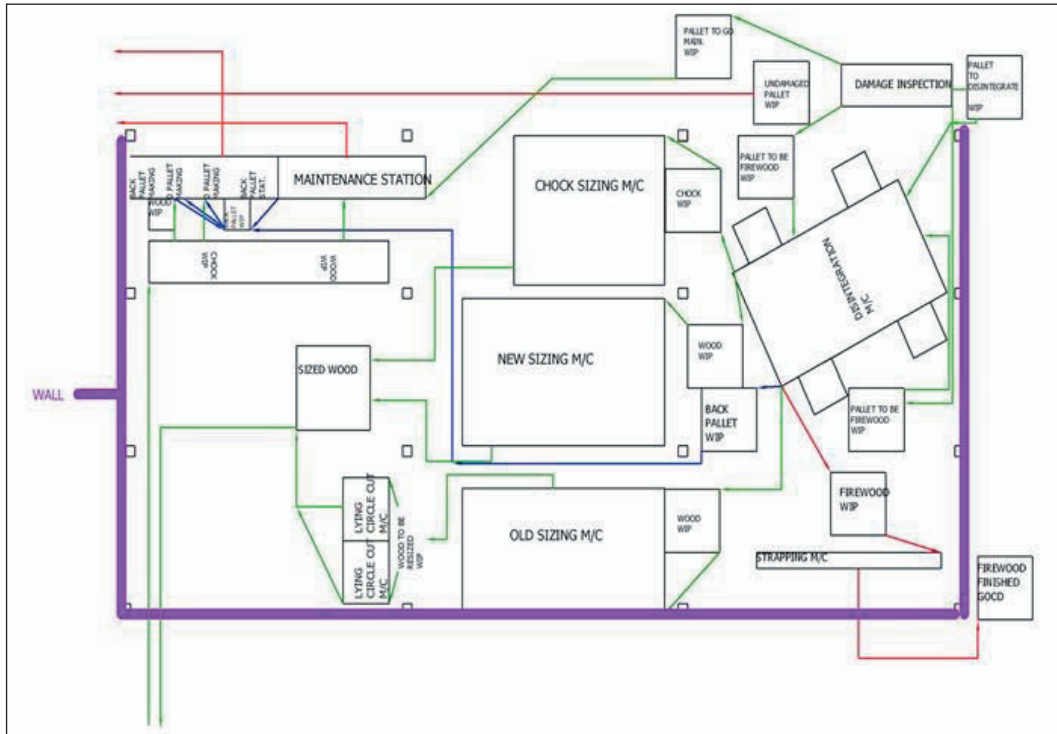 PALLET TO GO
MAIN.
WIP
UNDAMAGED
PALLET
WIP
DAMAGE INSPECTION
PALLET
TO
DISINTEGRATE
WIP
PALLET TO BE
FIREWOOD
WIP
BACK
PALLET
MAKING
PALLET
MAKING
PALLET
MAKING
BACK
PALLET
STAT.
MAINTENANCE STATION
WOOD
WIP
PALLET
WIP
CHOCK
WIP
WOOD
WIP
CHOCK SIZING M/C
CHOCK
WIP
DISINTEGRATION
M/C
NEW SIZING M/C
WOOD
WIP
SIZED WOOD
WALL
BACK
PALLET
WIP
PALLET TO BE
FIREWOOD
WIP
LYING
CIRCLE CUT
M/C
LYING
CIRCLE CUT
M/C
WOOD TO BE
RESIZED
WIP
OLD SIZING M/C
WOOD
WIP
FIREWOOD
WIP
STRAPPING M/C
FIREWOOD
FINISHED
GOCD